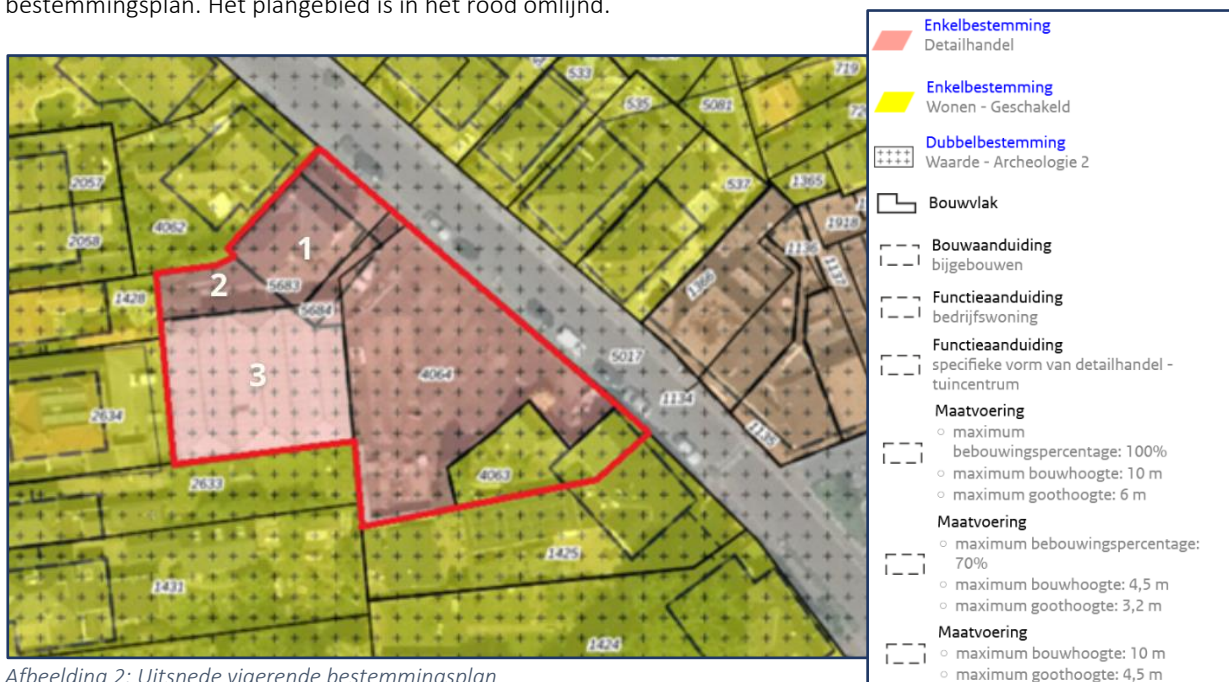 bestemmingsplan. Het plangebied is in het rood omlijnd.
Enkelbestemming
Detailhandel
Enkelbestemming
Wonen - Geschakeld
Dubbelbestemming
Waarde - Archeologie 2
Bouwvlak
Bouwaanduiding
bijgebouwen
Functieaanduiding
bedrijfswoning
Functieaanduiding
specifieke vorm van detailhandel -
tuincentrum
Maatvoering
○ maximum
bebouwingspercentage: 100%
○ maximum bouwhoogte: 10 m
○ maximum goothoogte: 6 m
Maatvoering
○ maximum bebouwingspercentage:
70%
○ maximum bouwhoogte: 4,5 m
○ maximum goothoogte: 3,2 m
Maatvoering
○ maximum bouwhoogte: 10 m
○ maximum goothoogte: 4,5 m
533
719
535
5081
2057
537
1365
4062
1918
2058
1
1136
1137
2
5683
1366
1428
5684
5017
3
4064
1134
2634
1135
4063
2633
1425
1431
1424
Afbeelding 2: Uitsnede vigerende bestemmingsplan